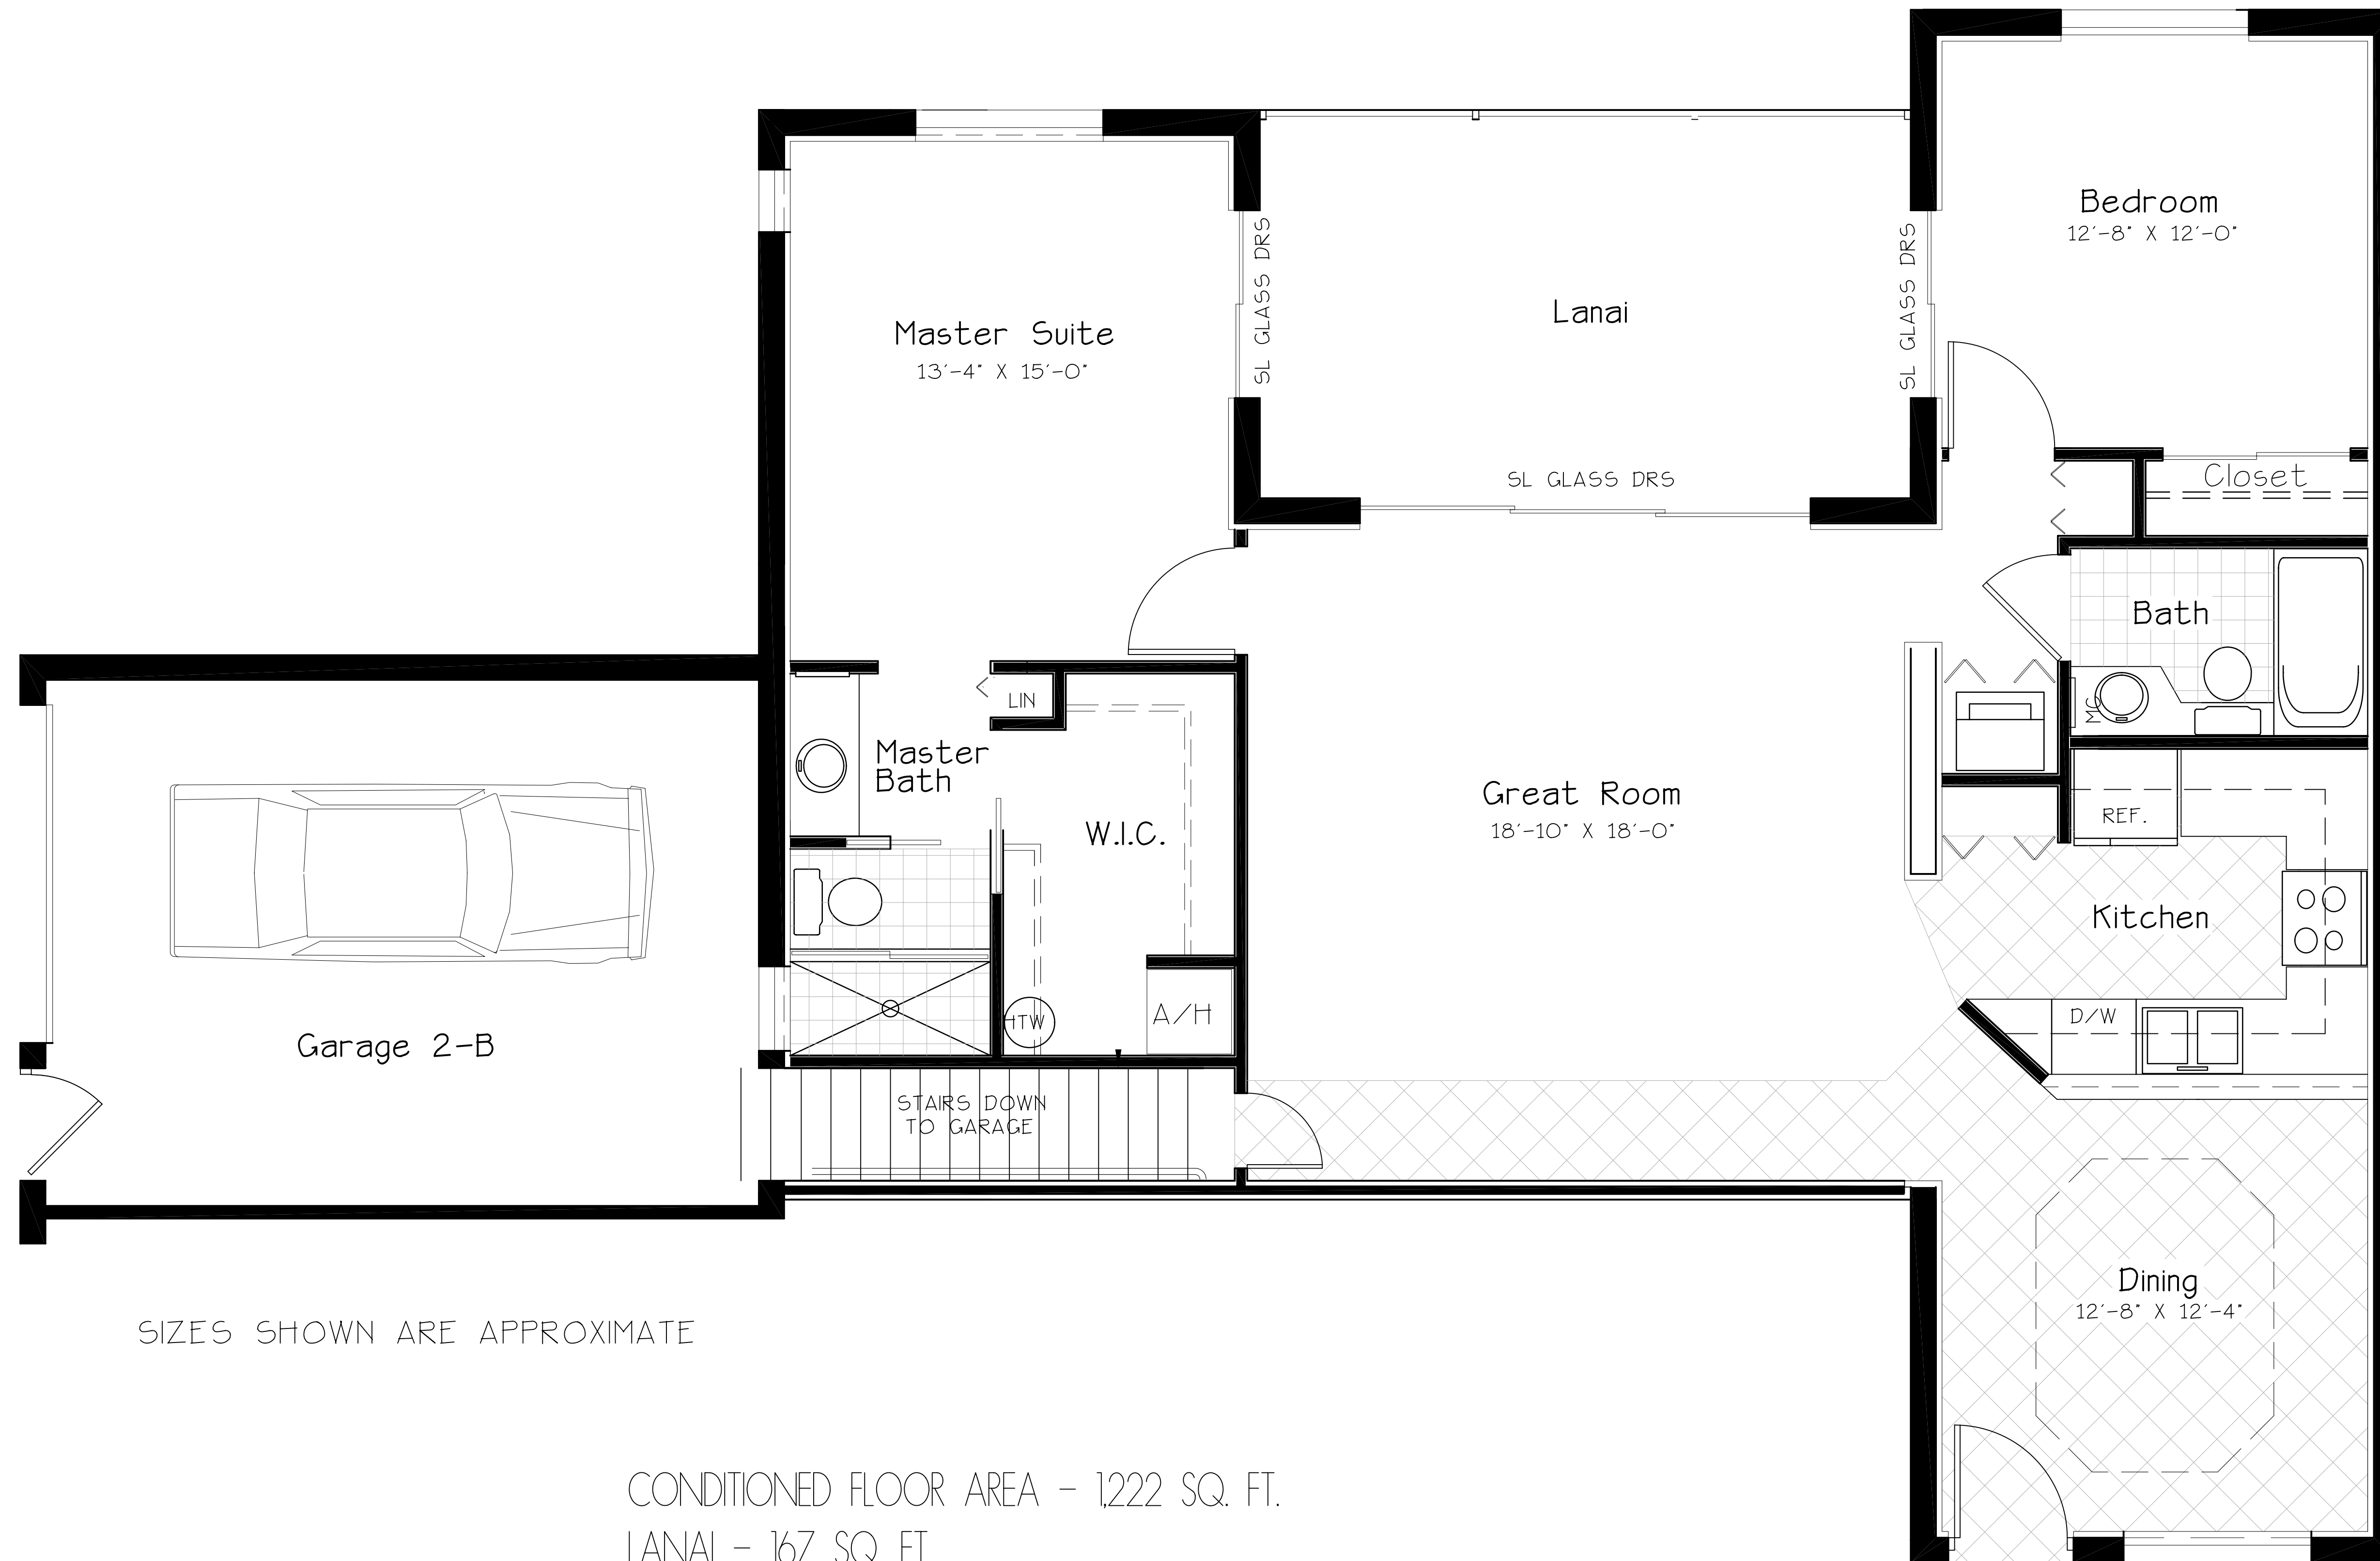 Bedroom
12'-8" X 12'-0"
SL GLASS DRS
SL GLASS DRS
Lanai
Master Suite
13'-4" X 15'-0"
SL GLASS DRS
Closet
Bath
MC
LIN
Master
Bath
W.I.C.
Great Room
18'-10" X 18'-0"
REF.
Kitchen
HTW
A/H
D/W
Garage 2-B
STAIRS DOWN
TO GARAGE
Dining
12'-8" X 12'-4"
SIZES SHOWN ARE APPROXIMATE
CONDITIONED FLOOR AREA - 1,222 SQ. FT.
LANAI - 167 SQ FT